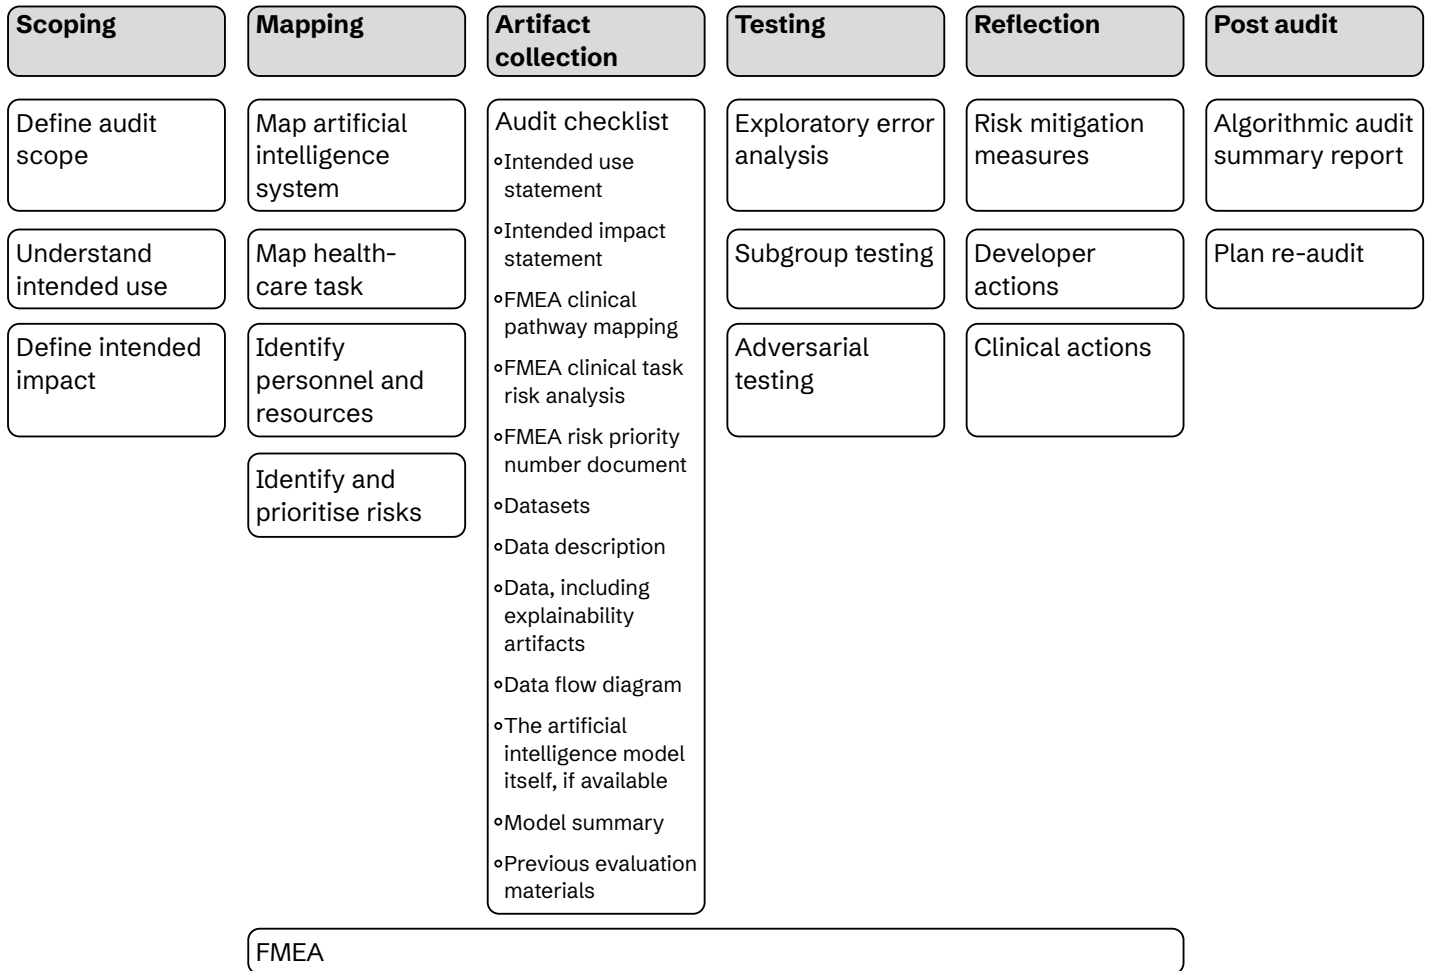 Scoping
Define audit
scope
Understand
intended use
Define intended
impact
Mapping
Map artificial
intelligence
system
Map health-
care task
Identify
personnel and
resources
Identify and
prioritise risks
Artifact
collection
Audit checklist
∘Intended use
statement
∘Intended impact
statement
∘FMEA clinical
pathway mapping
∘FMEA clinical task
risk analysis
∘FMEA risk priority
number document
∘Datasets
∘Data description
∘Data, including
explainability
artifacts
∘Data flow diagram
∘The artificial
intelligence model
itself, if available
∘Model summary
∘Previous evaluation
materials
Testing
Exploratory error
analysis
Subgroup testing
Adversarial
testing
Reflection
Risk mitigation
measures
Developer
actions
Clinical actions
Post audit
Algorithmic audit
summary report
Plan re-audit
FMEA